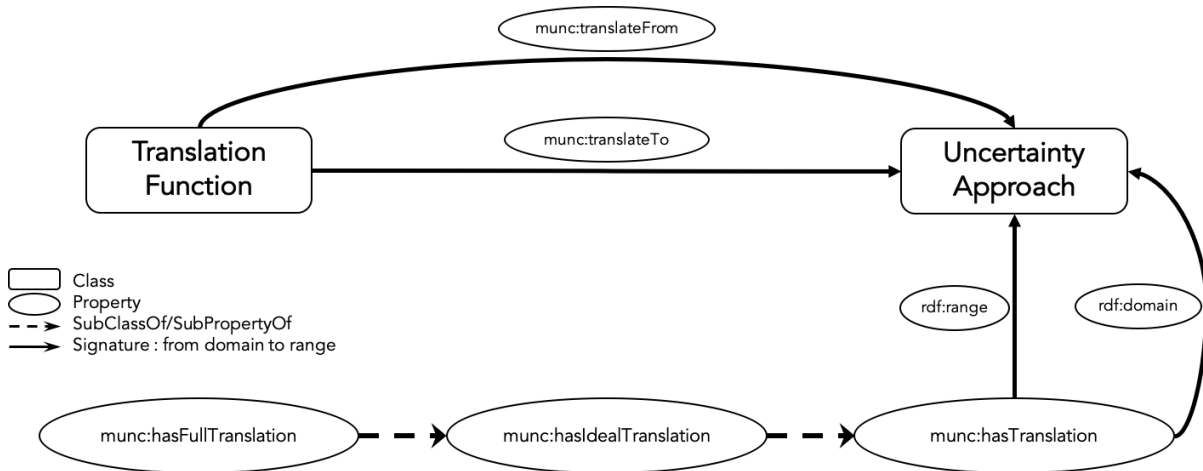 munc:translateFrom
munc:translateTo
Translation
Function
Uncertainty
Approach
Class
Property
SubClassOf/SubPropertyOf
Signature : from domain to range
rdf:range
rdf:domain
munc:hasFullTranslation
munc:hasIdealTranslation
munc:hasTranslation